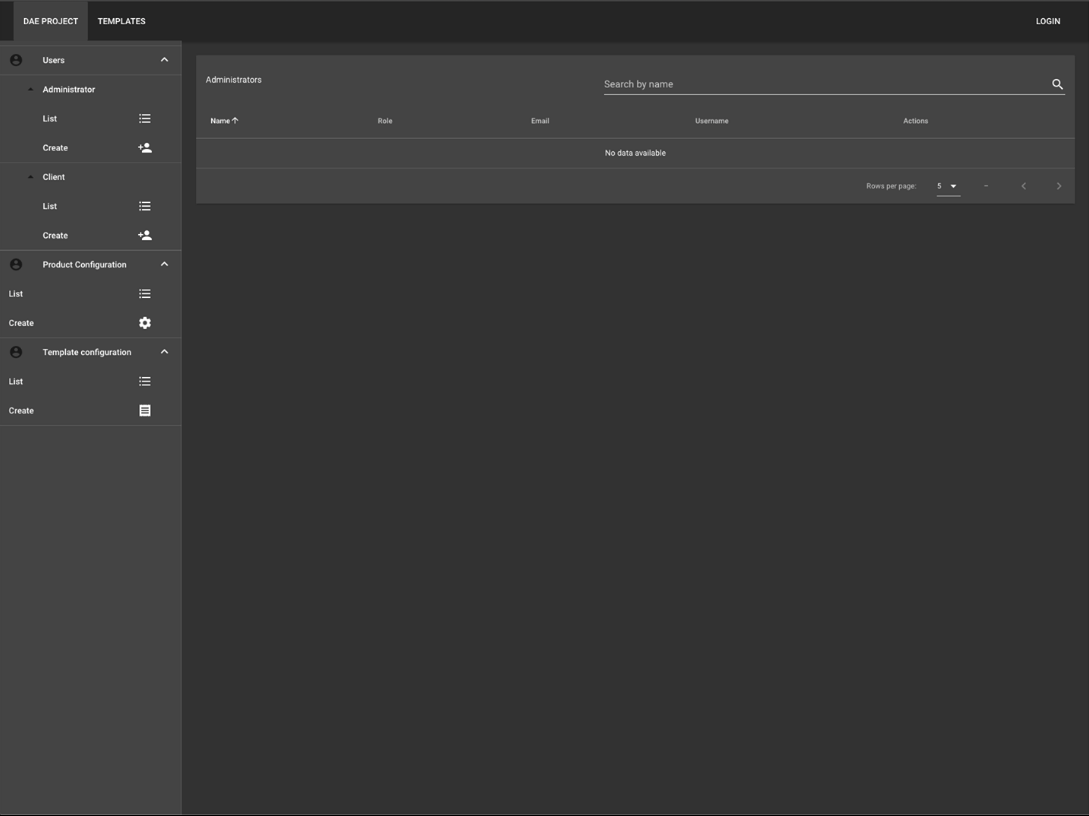 DAE PROJECT TEMPLATES LOGIN
Users
Administrator
List
Create
Client
List
Create
Product Configuration
List
Create
Template configuration
List
Create
Administrators
Search by name
Name Role Email Username Actions
No data available
Rows per page: 5 –